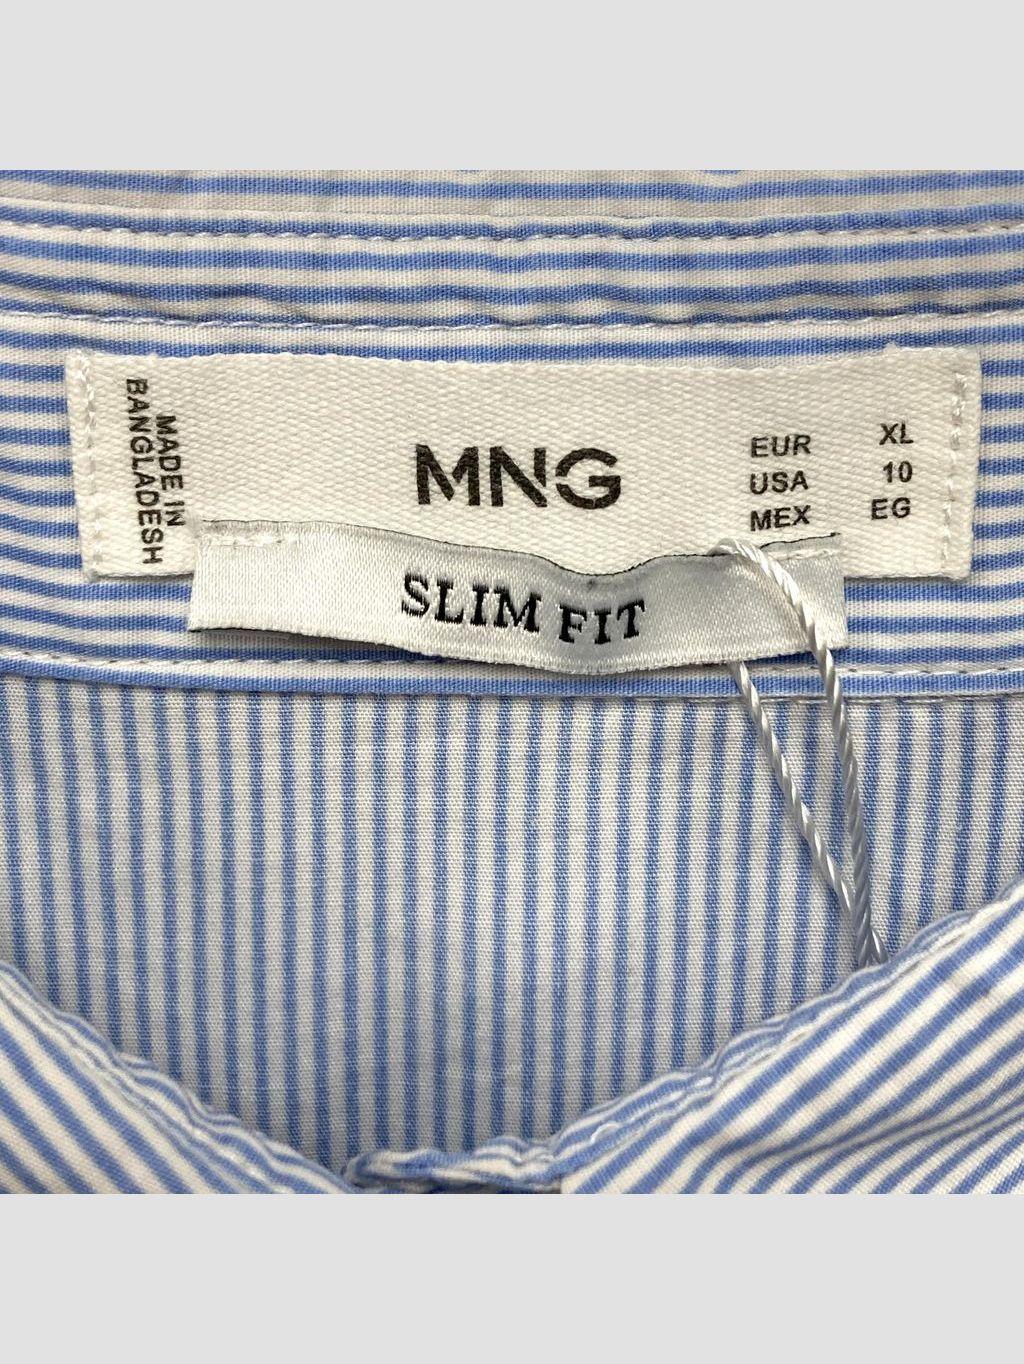 MADE IN
BANGLADESH
MNG
EUR XL
USA 10
MEX EG
SLIM FIT